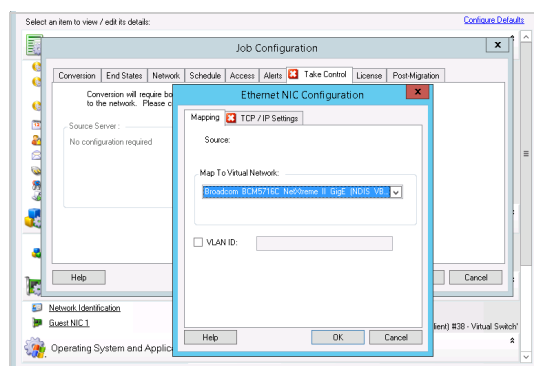 Select an item to view / edit its details:
Configure Defaults
Job Configuration
x
Conversion
End States
Network
Schedule
Access
Alerts
Take Control
License
Post-Migration
Conversion will require bo
to the network. Please c
Source Server :
No configuration required
Ethernet NIC Configuration
x
Mapping
TCP / IP Settings
Source:
Map To Virtual Network:
Broadcom BCM5716C NetXtreme II GigE (NDIS VB...
VLAN ID:
Help
Cancel
Help
OK
Cancel
Network Identification
Guest NIC 1
lient) #38 - Virtual Switch'
Operating System and Applic